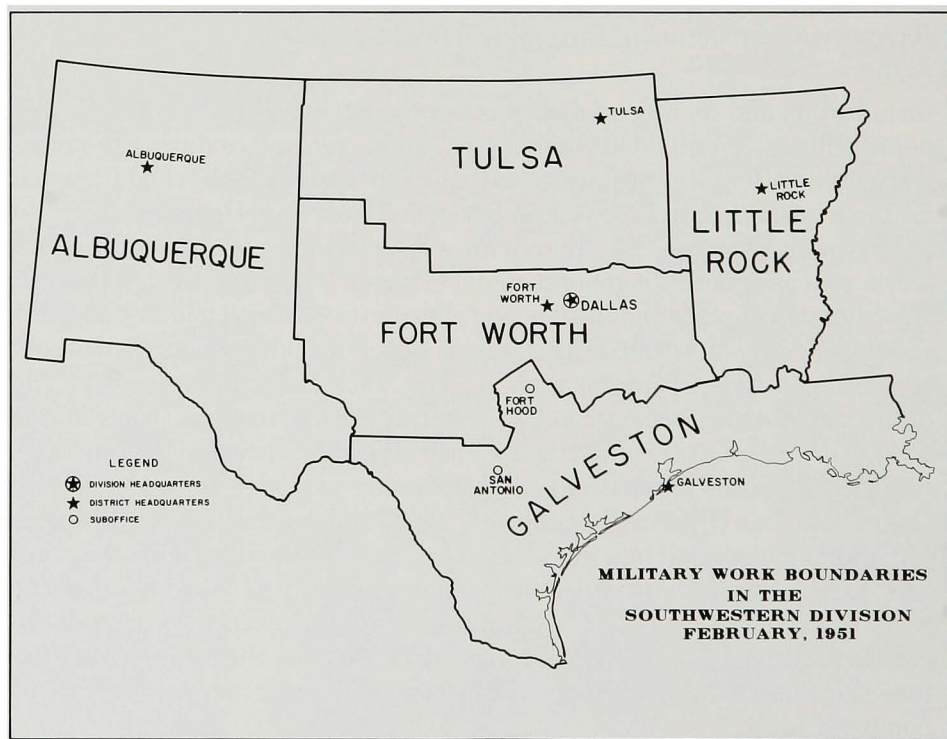 TULSA
ALBUQUERQUE
TULSA
LITTLE
ROCK
LITTLE
ROCK
ALBUQUERQUE
FORT
WORTH
DALLAS
FORT WORTH
FORT
HOOD
GALVESTON
SAN
ANTONIO
GALVESTON
LEGEND
DIVISION HEADQUARTERS
DISTRICT HEADQUARTERS
SUBOFFICE
MILITARY WORK BOUNDARIES
IN THE
SOUTHWESTERN DIVISION
FEBRUARY, 1951